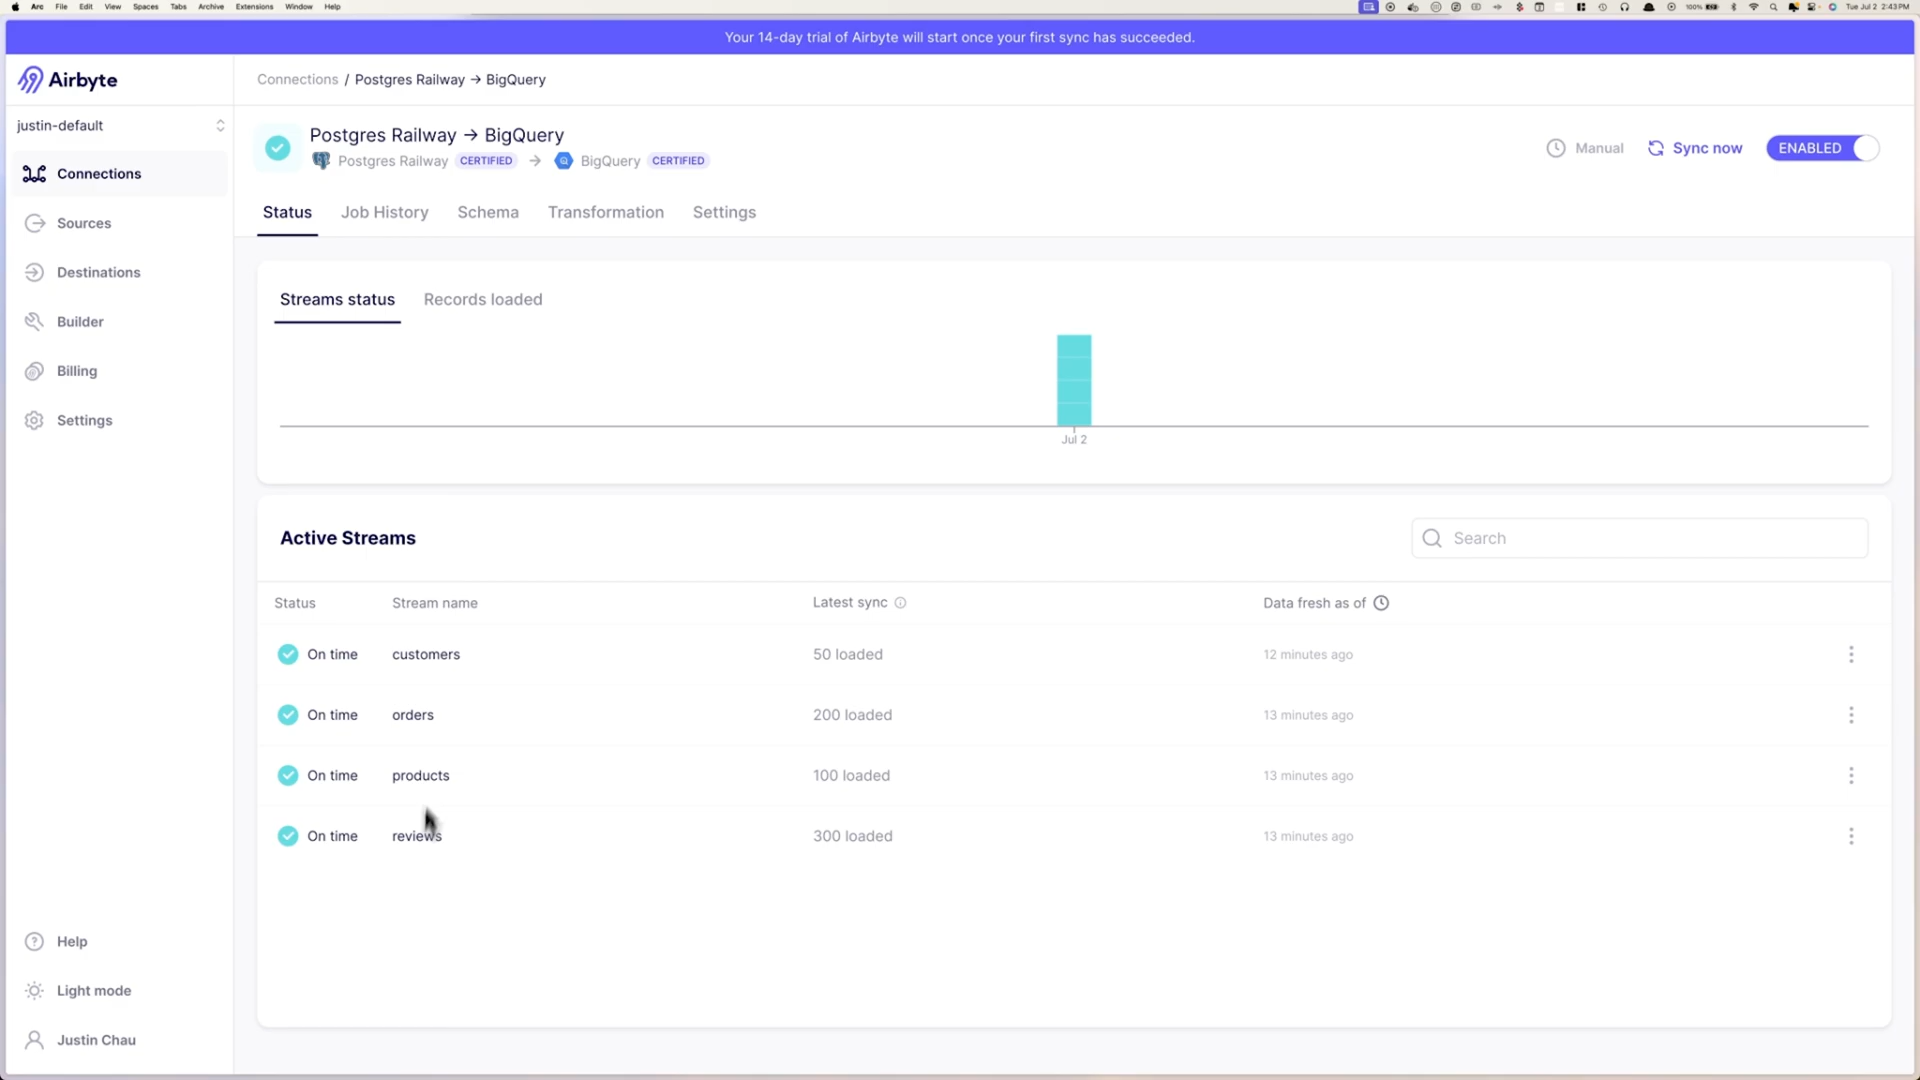 Arc File Edit View Spaces Tabs Archive Extensions Window Help 100% Tue Jul 2 2:43PM
Your 14-day trial of Airbyte will start once your first sync has succeeded.
Airbyte
Connections / Postgres Railway → BigQuery
justin-default
Connections
Sources
Destinations
Builder
Billing
Settings
Postgres Railway → BigQuery
Postgres Railway CERTIFIED → BigQuery CERTIFIED
Manual
Sync now
ENABLED
Status Job History Schema Transformation Settings
Streams status Records loaded
Jul 2
Active Streams
Search
Status Stream name Latest sync Data fresh as of
On time customers 50 loaded 12 minutes ago
On time orders 200 loaded 13 minutes ago
On time products 100 loaded 13 minutes ago
On time reviews 300 loaded 13 minutes ago
Help
Light mode
Justin Chau